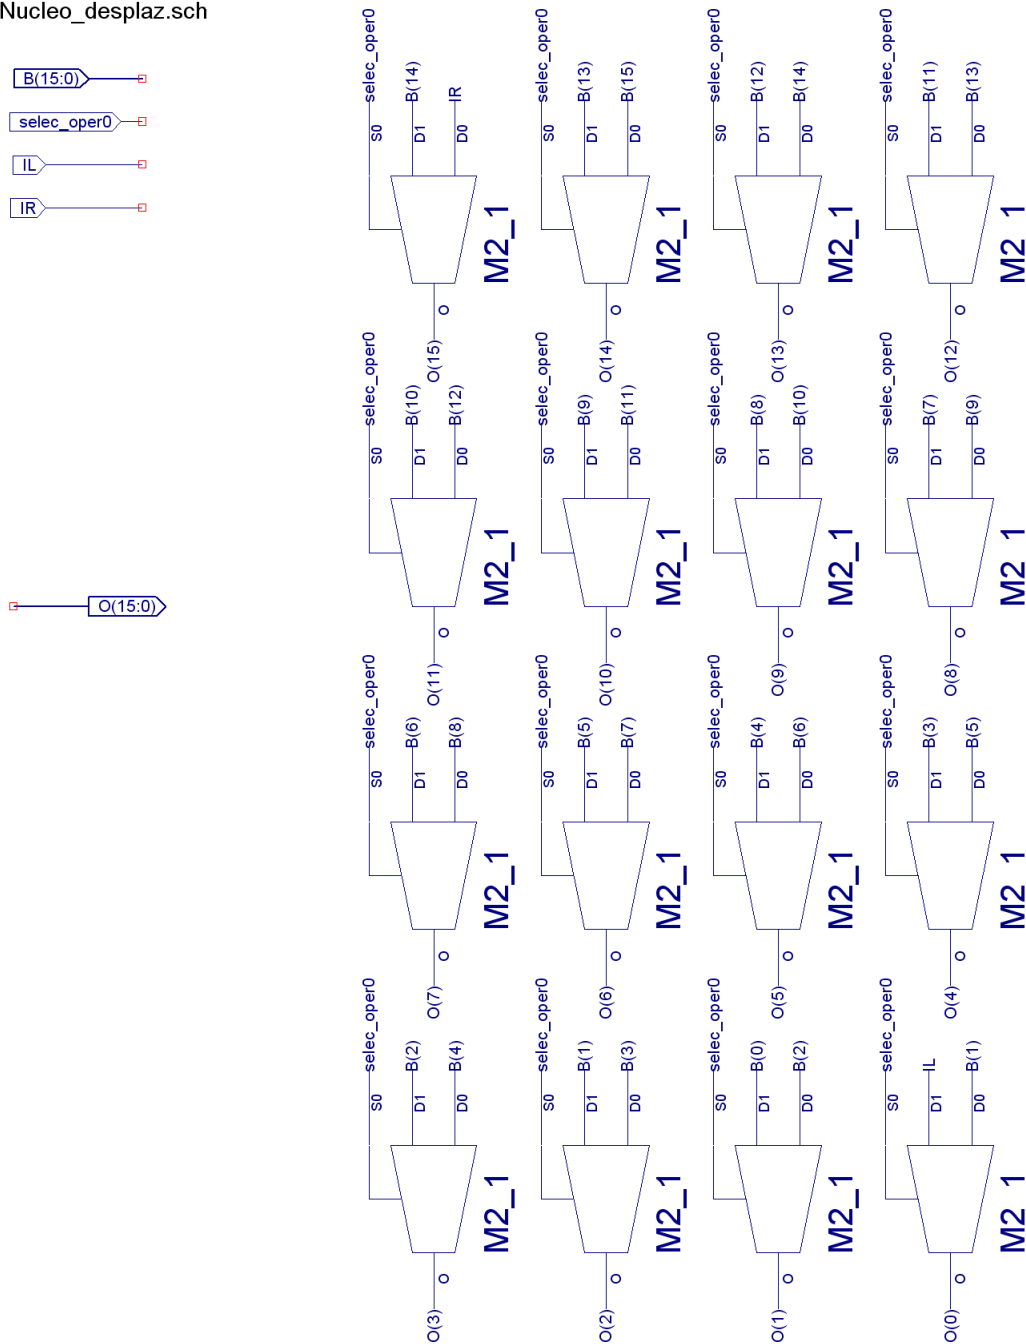 Nucleo_desplaz.sch
B(15:0)
selec_oper0
IL
IR
O(15:0)
selec_oper0 B(14) IR
S0 D1 D0
M2_1
O
O(15)
selec_oper0 B(13) B(15)
S0 D1 D0
M2_1
O
O(14)
selec_oper0 B(12) B(14)
S0 D1 D0
M2_1
O
O(13)
selec_oper0 B(11) B(13)
S0 D1 D0
M2_1
O
O(12)
selec_oper0 B(10) B(12)
S0 D1 D0
M2_1
O
O(11)
selec_oper0 B(9) B(11)
S0 D1 D0
M2_1
O
O(10)
selec_oper0 B(8) B(10)
S0 D1 D0
M2_1
O
O(9)
selec_oper0 B(7) B(9)
S0 D1 D0
M2_1
O
O(8)
selec_oper0 B(6) B(8)
S0 D1 D0
M2_1
O
O(7)
selec_oper0 B(5) B(7)
S0 D1 D0
M2_1
O
O(6)
selec_oper0 B(4) B(6)
S0 D1 D0
M2_1
O
O(5)
selec_oper0 B(3) B(5)
S0 D1 D0
M2_1
O
O(4)
selec_oper0 B(2) B(4)
S0 D1 D0
M2_1
O
O(3)
selec_oper0 B(1) B(3)
S0 D1 D0
M2_1
O
O(2)
selec_oper0 B(0) B(2)
S0 D1 D0
M2_1
O
O(1)
selec_oper0 IL B(1)
S0 D1 D0
M2_1
O
O(0)